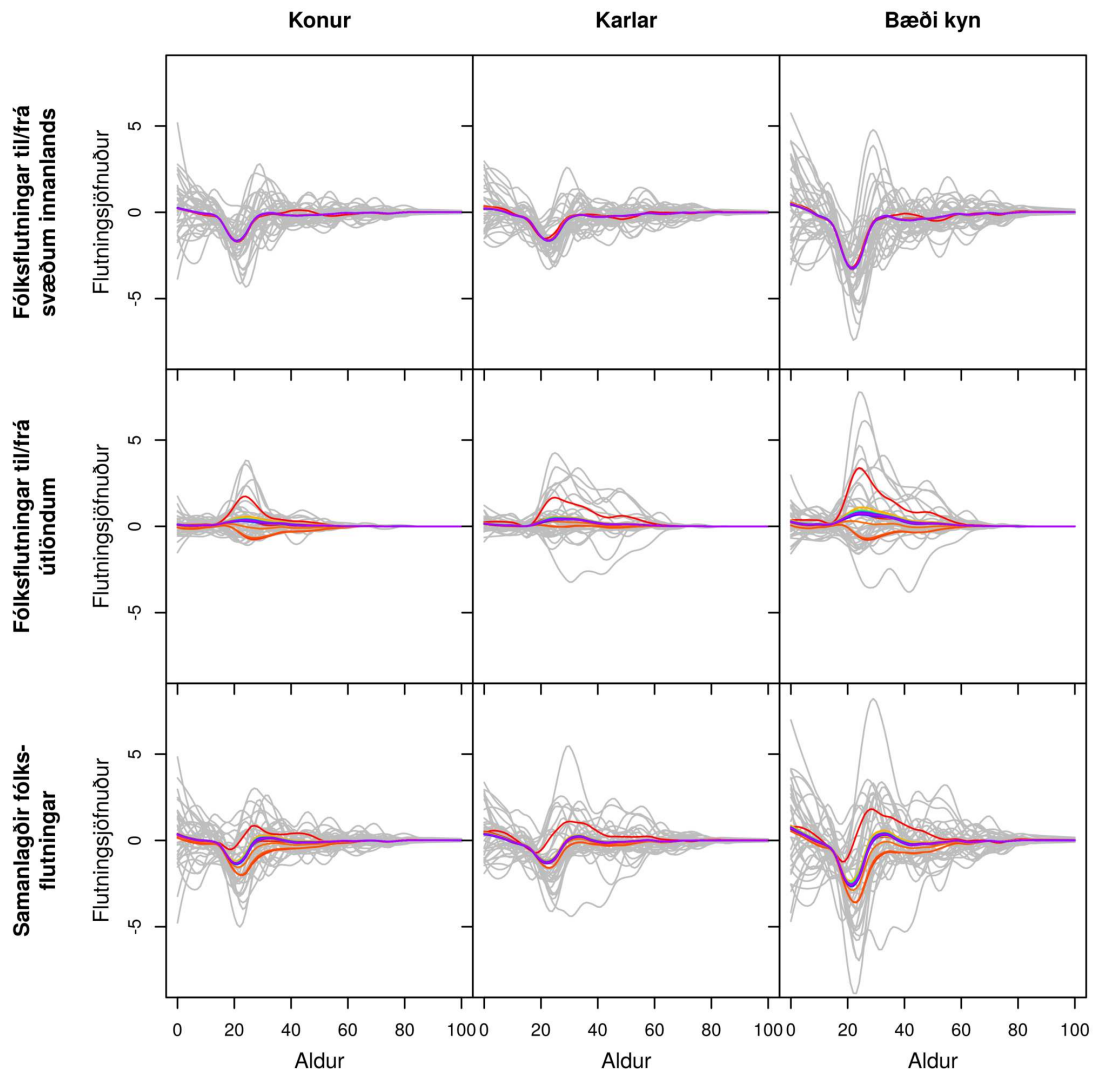 Konur Karlar Bæði kyn
Fólksflutningar til/frá
svæðum innanlands
Flutningsjöfnuður
5
0
-5
Fólksflutningar til/frá
útlöndum
Flutningsjöfnuður
5
0
-5
Samanlagðir fólks-
flutningar
Flutningsjöfnuður
5
0
-5
0 20 40 60 80 100 0 20 40 60 80 100 0 20 40 60 80 100
Aldur Aldur Aldur